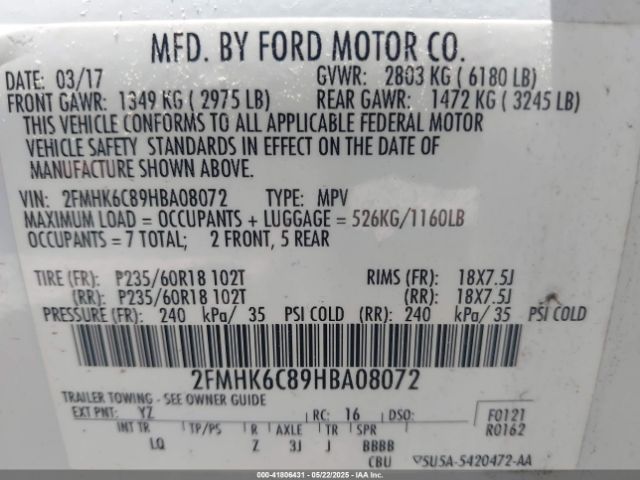 MFD. BY FORD MOTOR CO.
DATE: 03/17 GVWR: 2803 KG ( 6180 LB)
FRONT GAWR: 1349 KG ( 2975 LB) REAR GAWR: 1472 KG ( 3245 LB)
THIS VEHICLE CONFORMS TO ALL APPLICABLE FEDERAL MOTOR
VEHICLE SAFETY STANDARDS IN EFFECT ON THE DATE OF
MANUFACTURE SHOWN ABOVE.
VIN: 2FMHK6C89HBA08072 TYPE: MPV
MAXIMUM LOAD = OCCUPANTS + LUGGAGE = 526KG/1160LB
OCCUPANTS = 7 TOTAL; 2 FRONT, 5 REAR
TIRE (FR): P235/60R18 102T RIMS (FR): 18X7.5J
(RR): P235/60R18 102T (RR): 18X7.5J
PRESSURE (FR): 240 kPa/ 35 PSI COLD (RR): 240 kPa/ 35 PSI COLD
2FMHK6C89HBA08072
TRAILER TOWING - SEE OWNER GUIDE
EXT PNT: YZ RC: 16 DSO: F0121
INT TR TP/PS R AXLE TR SPR R0162
LQ Z 3J J BBBB
CBU 5U5A-5420472-AA
00-41806431 - 05/22/2025 - IAAI.COM